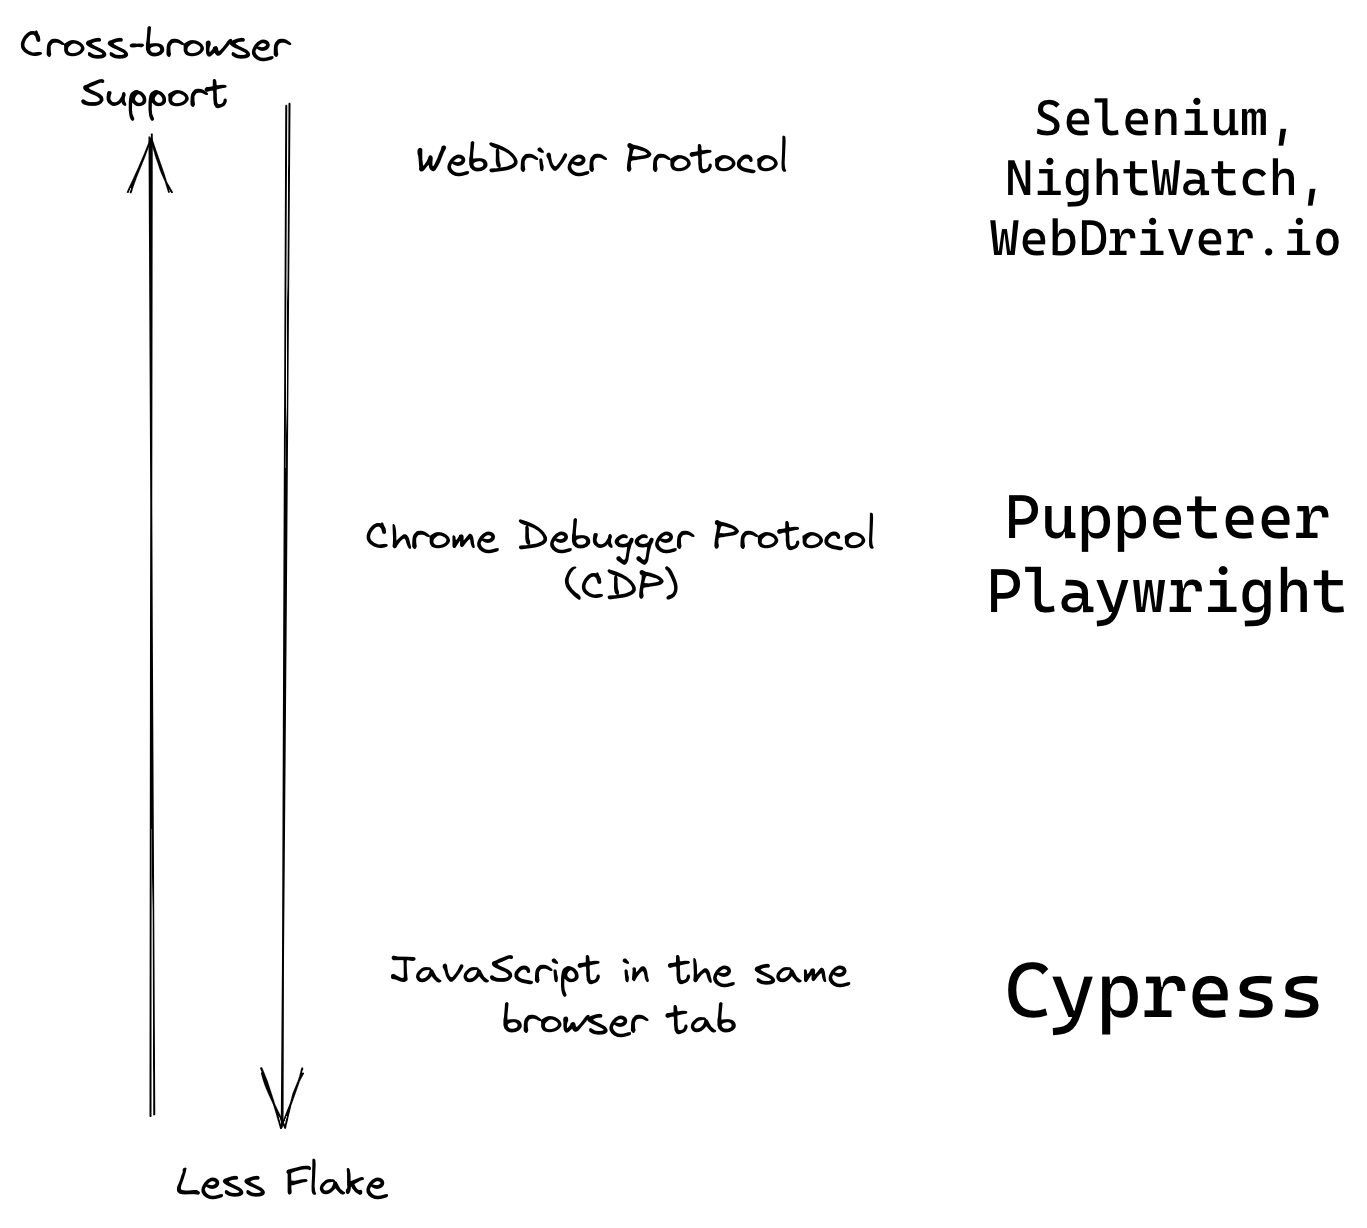 Cross-browser
Support
WebDriver Protocol
Selenium,
NightWatch,
WebDriver.io
Chrome Debugger Protocol
(CDP)
Puppeteer
Playwright
JavaScript in the same
browser tab
Cypress
Less Flake